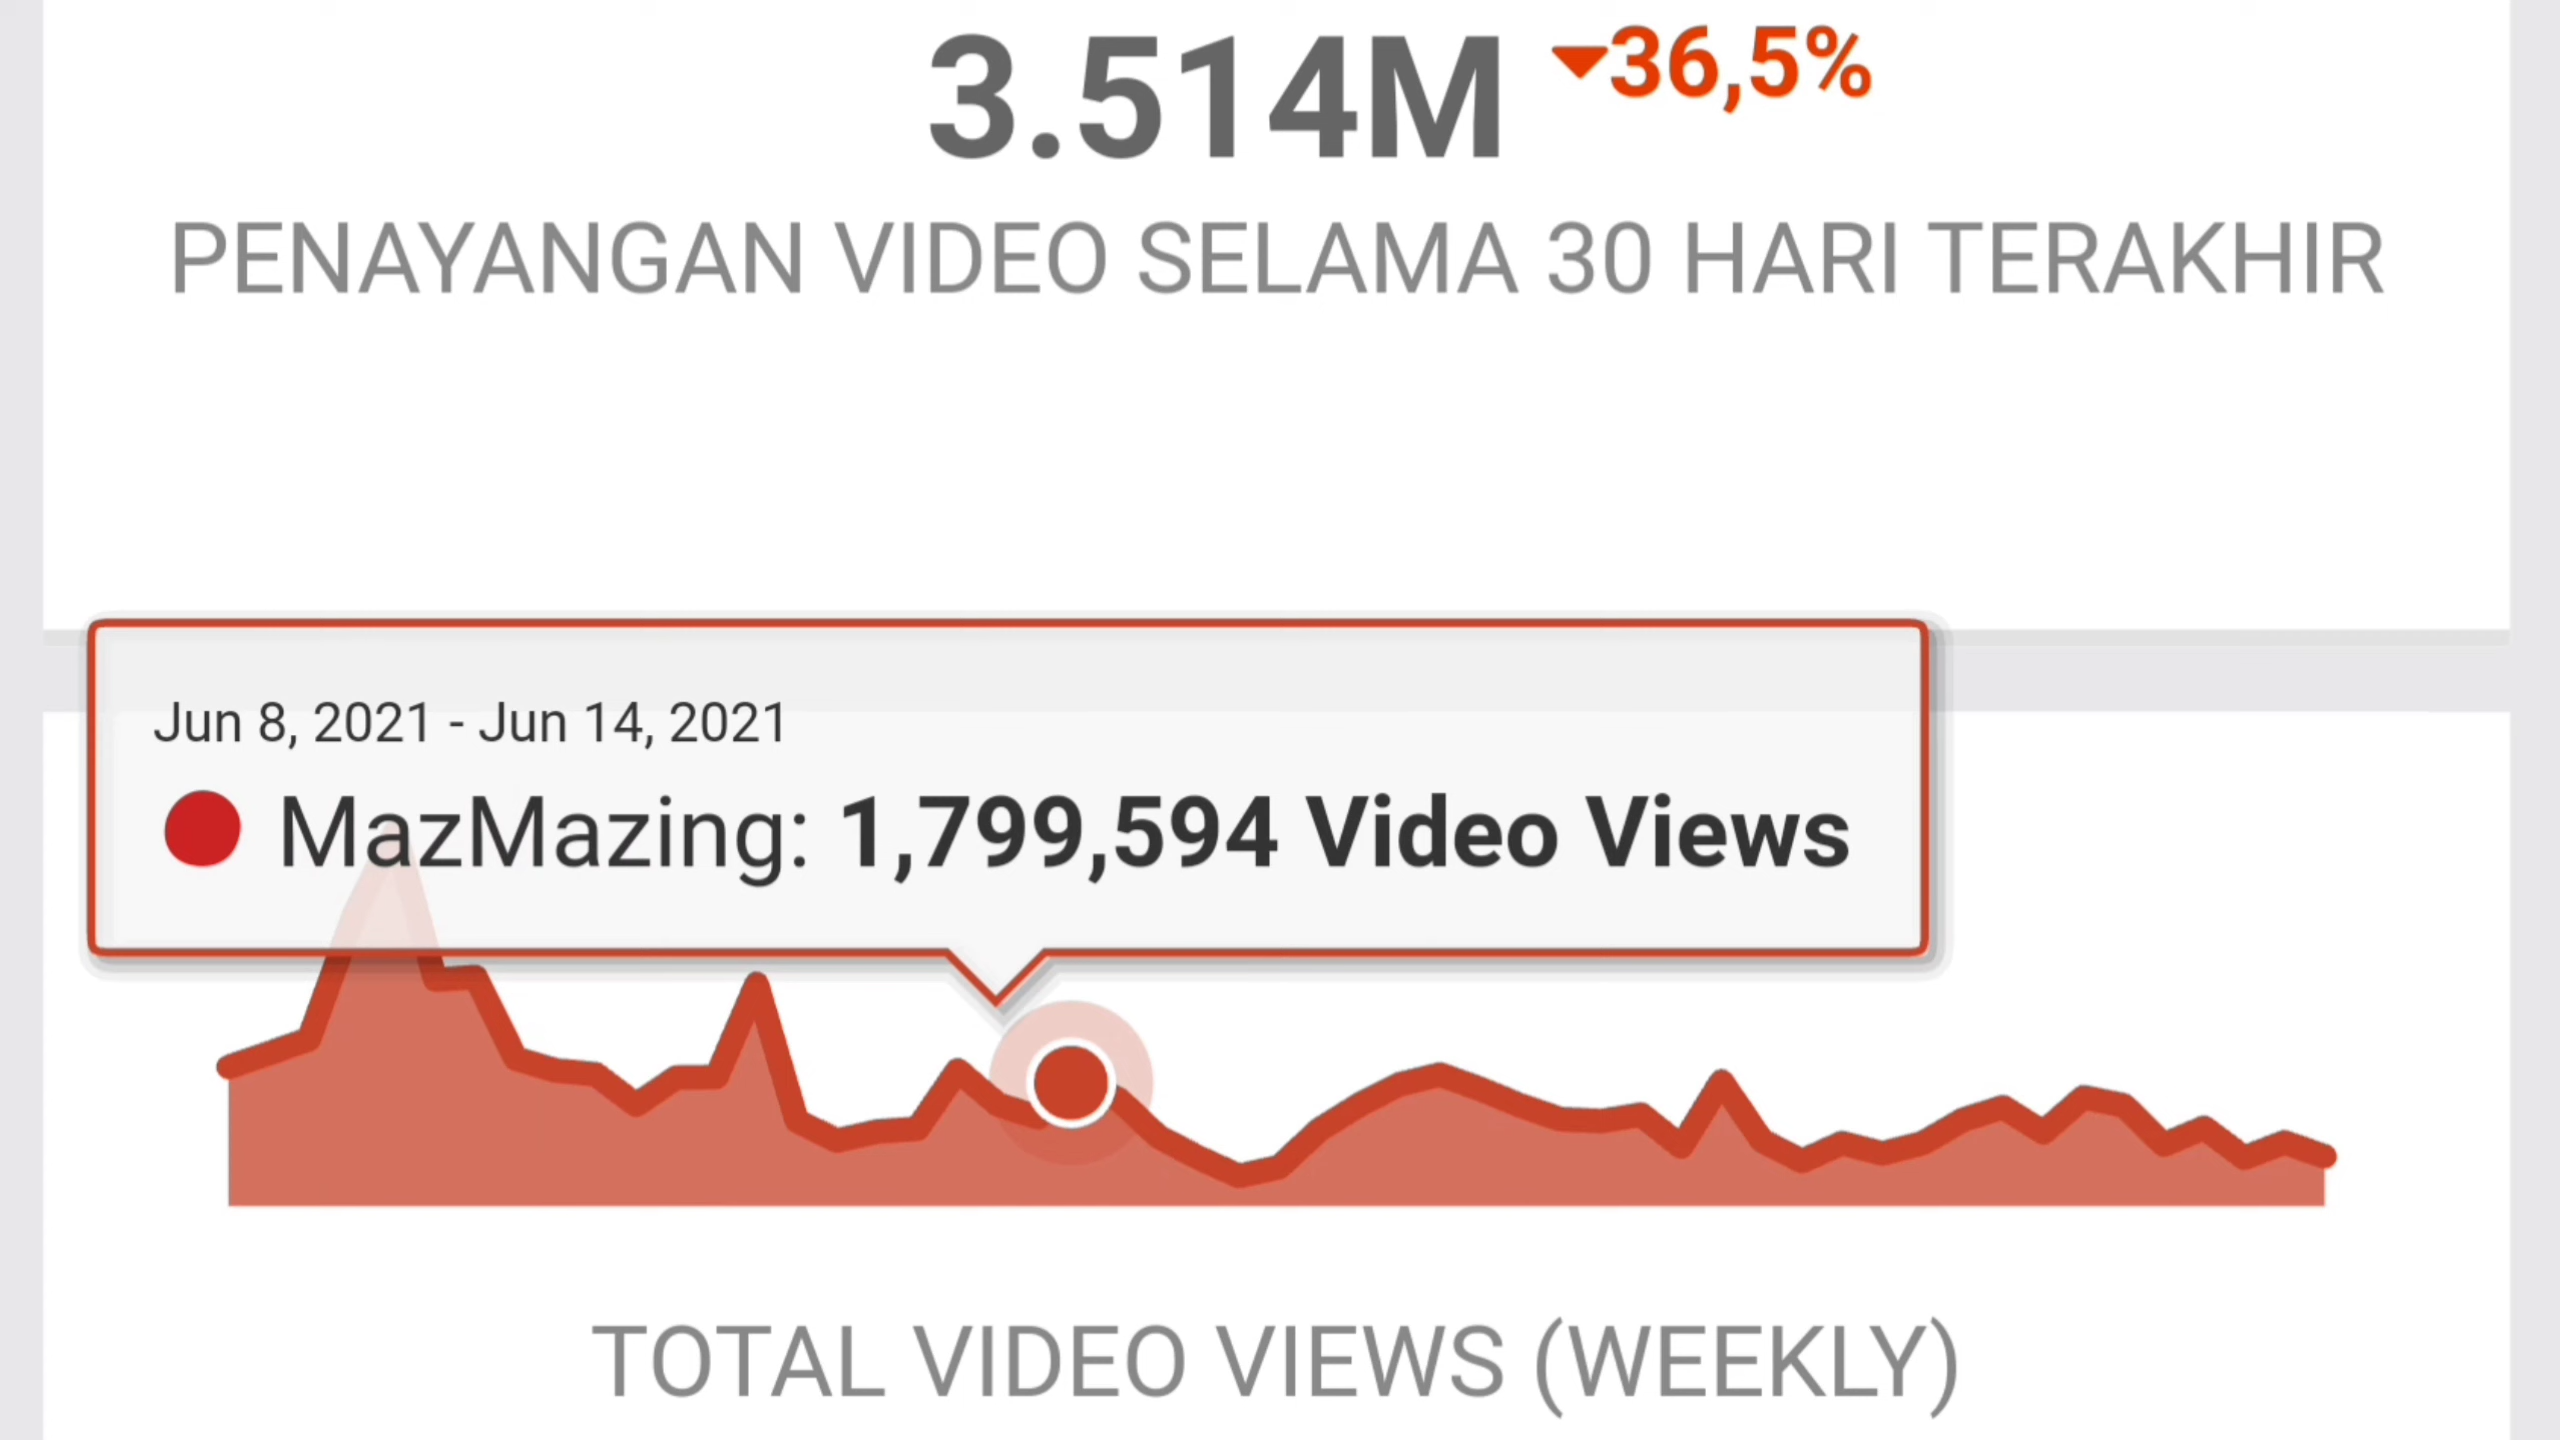 3.514M ▼36,5%
PENAYANGAN VIDEO SELAMA 30 HARI TERAKHIR
Jun 8, 2021 - Jun 14, 2021
MazMazing: 1,799,594 Video Views
TOTAL VIDEO VIEWS (WEEKLY)